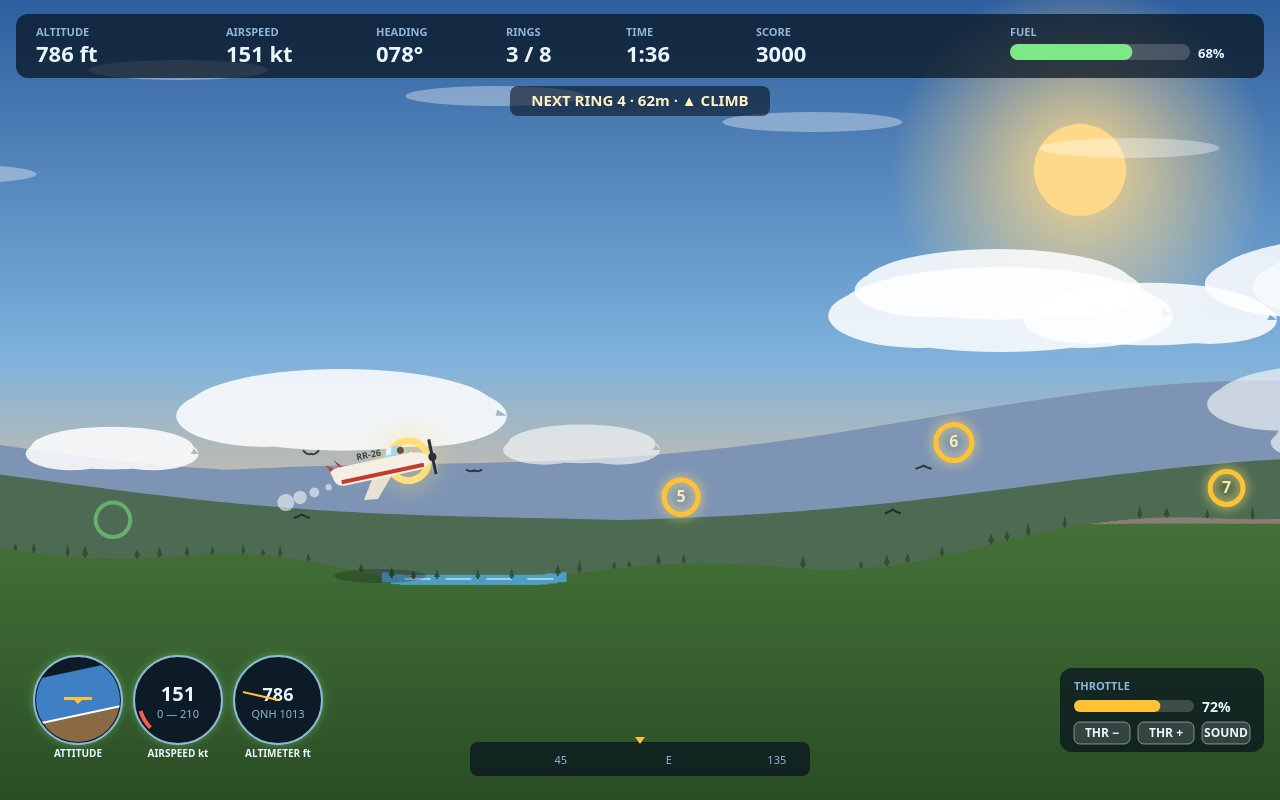 ALTITUDE AIRSPEED HEADING RINGS TIME SCORE FUEL
786 ft 151 kt 078° 3 / 8 1:36 3000 68%
NEXT RING 4 · 62m · ▲ CLIMB
RR-26
6
7
5
THROTTLE
72%
THR − THR + SOUND
151 786
0 — 210 QNH 1013
ATTITUDE AIRSPEED kt ALTIMETER ft
45 E 135